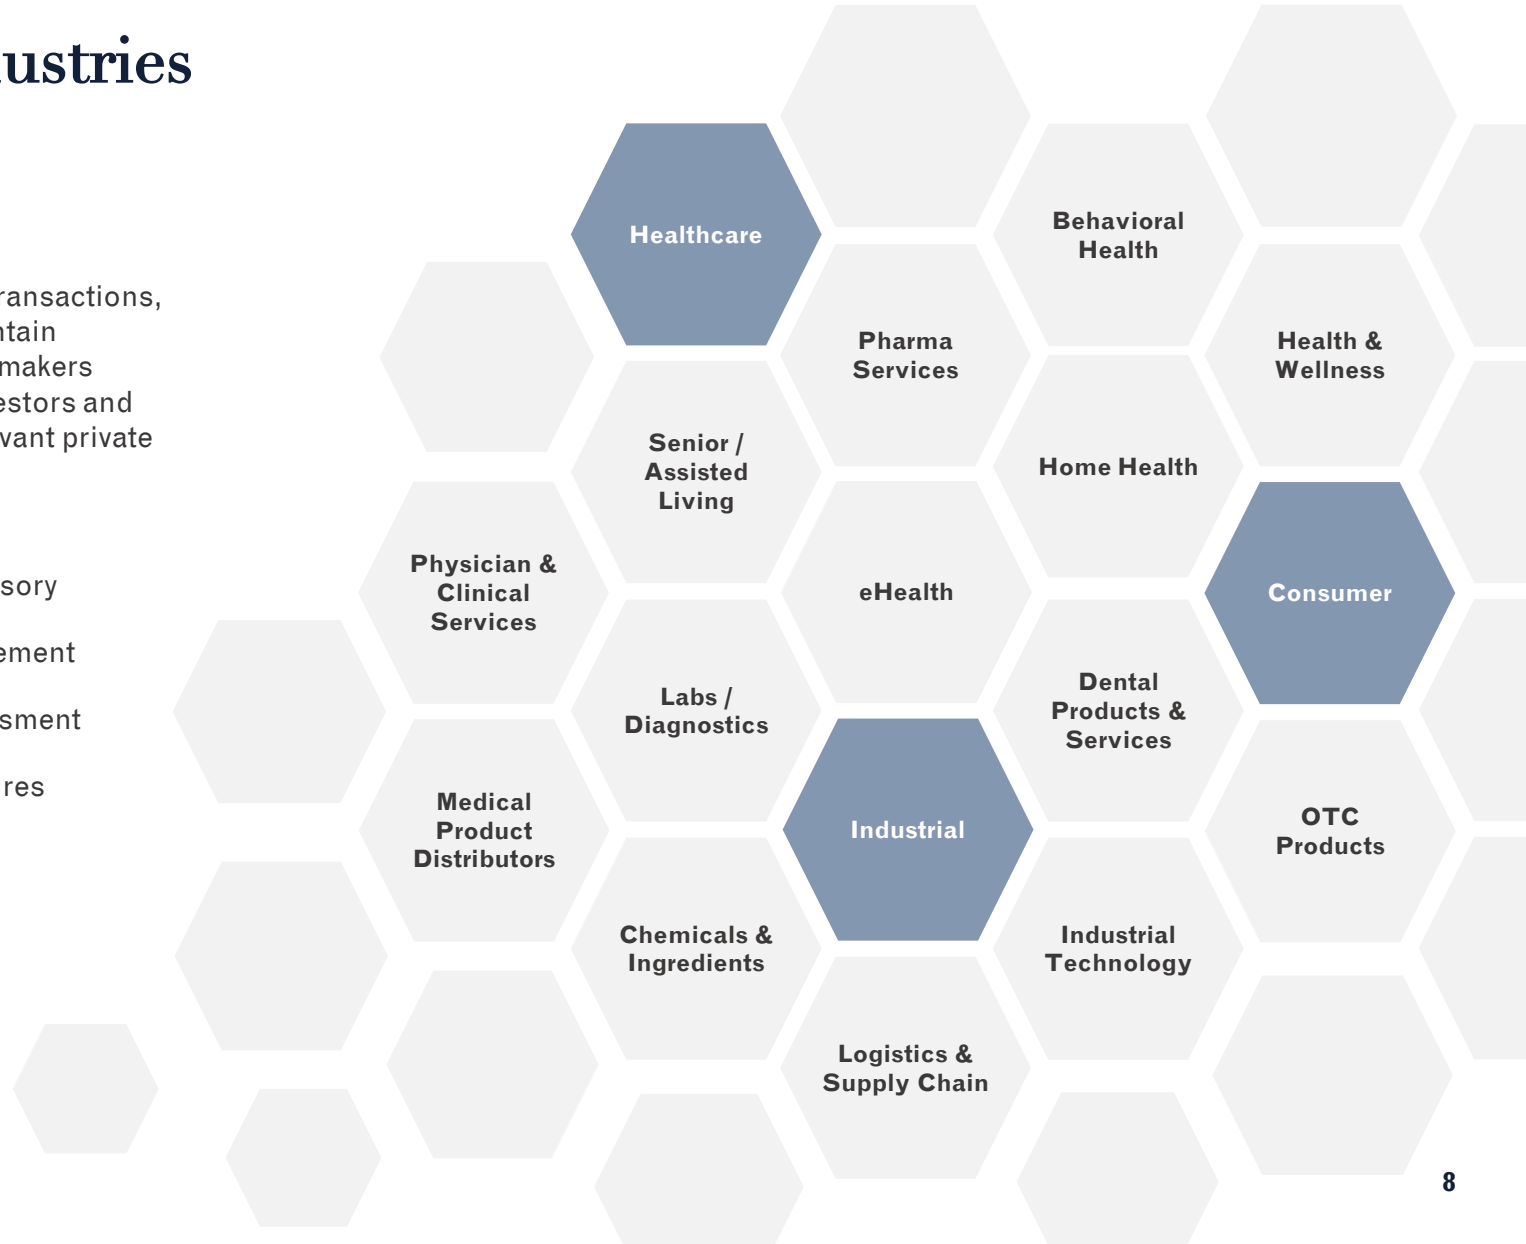 ustries
ransactions,
ntain
makers
estors and
vant private
sory
ement
sment
res
Healthcare
Behavioral
Health
Pharma
Services
Health &
Wellness
Senior /
Assisted
Living
Home Health
Physician &
Clinical
Services
eHealth
Consumer
Labs /
Diagnostics
Dental
Products &
Services
Medical
Product
Distributors
Industrial
OTC
Products
Chemicals &
Ingredients
Industrial
Technology
Logistics &
Supply Chain
8